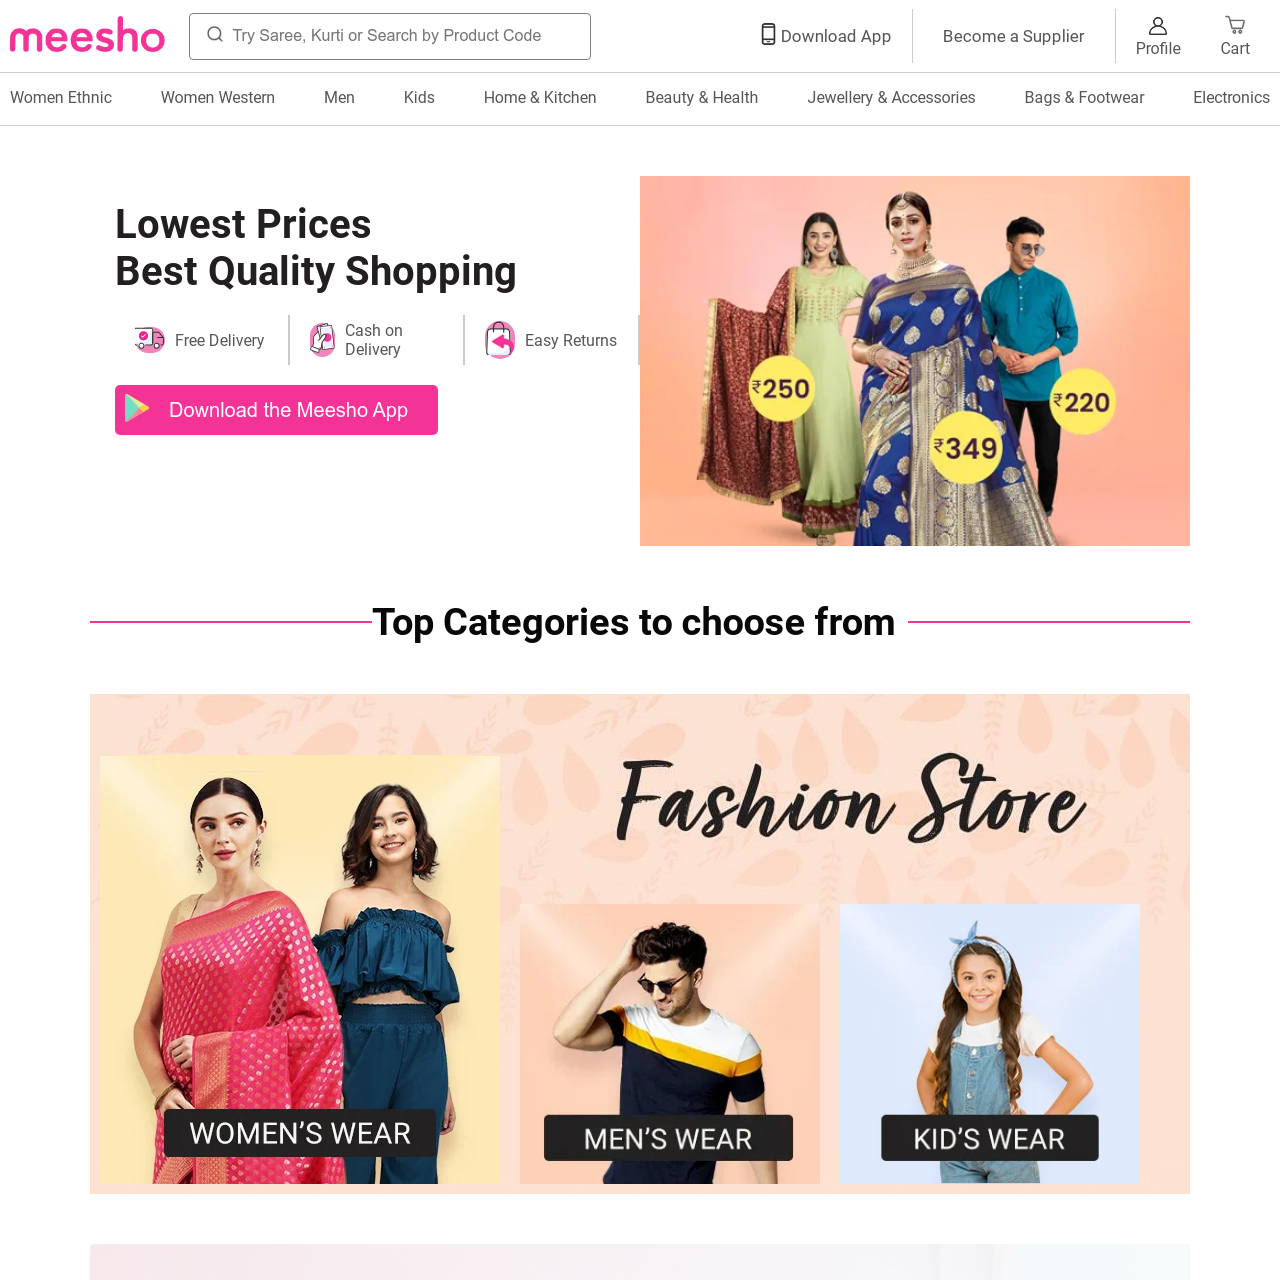 meesho
Try Saree, Kurti or Search by Product Code
Download App
Become a Supplier
Profile
Cart
Women Ethnic
Women Western
Men
Kids
Home & Kitchen
Beauty & Health
Jewellery & Accessories
Bags & Footwear
Electronics
Lowest Prices
Best Quality Shopping
Free Delivery
Cash on
Delivery
Easy Returns
Download the Meesho App
₹250
₹349
₹220
Top Categories to choose from
Fashion Store
WOMEN'S WEAR
MEN'S WEAR
KID'S WEAR